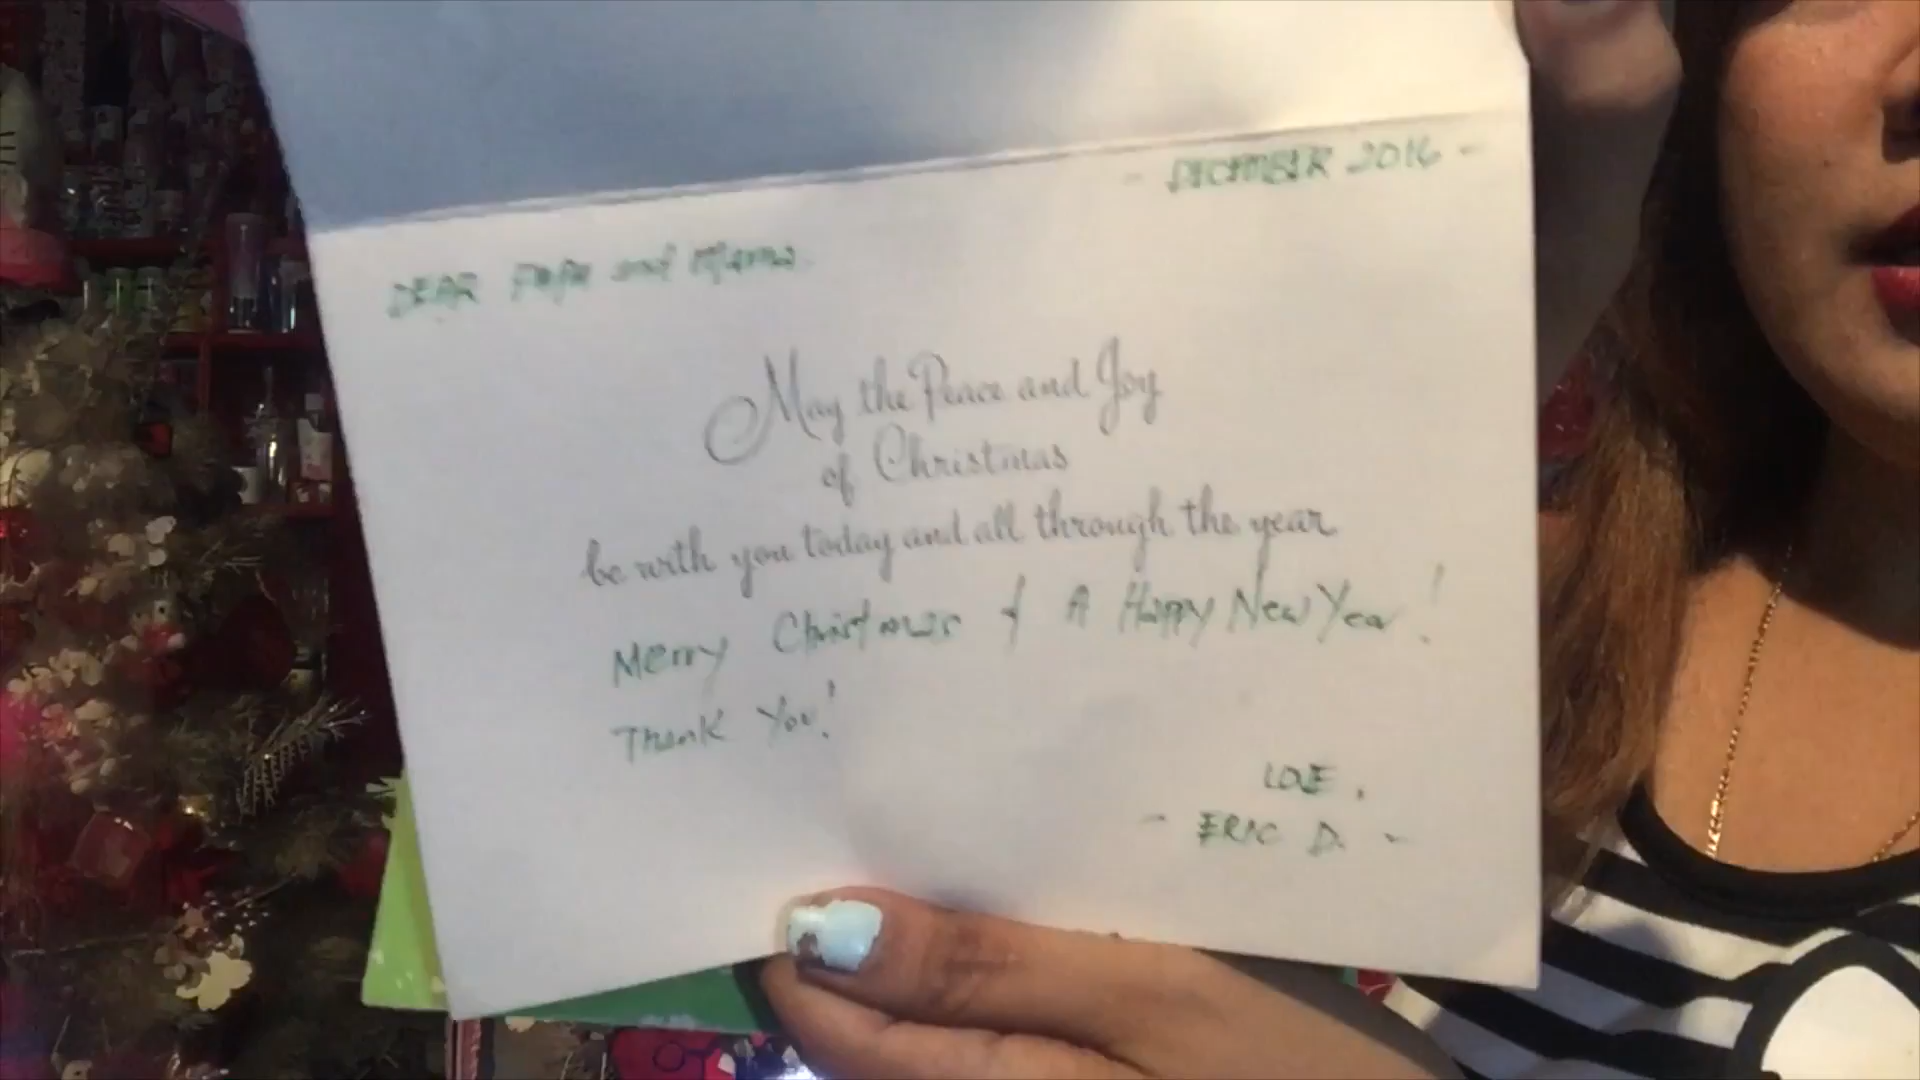 - DECEMBER 2016 -
DEAR PAPA and Mama.
May the Peace and Joy
of Christmas
be with you today and all through the year
Merry Christmas & A Happy New Year!
Thank You!
LOVE,
- ERIC D. -